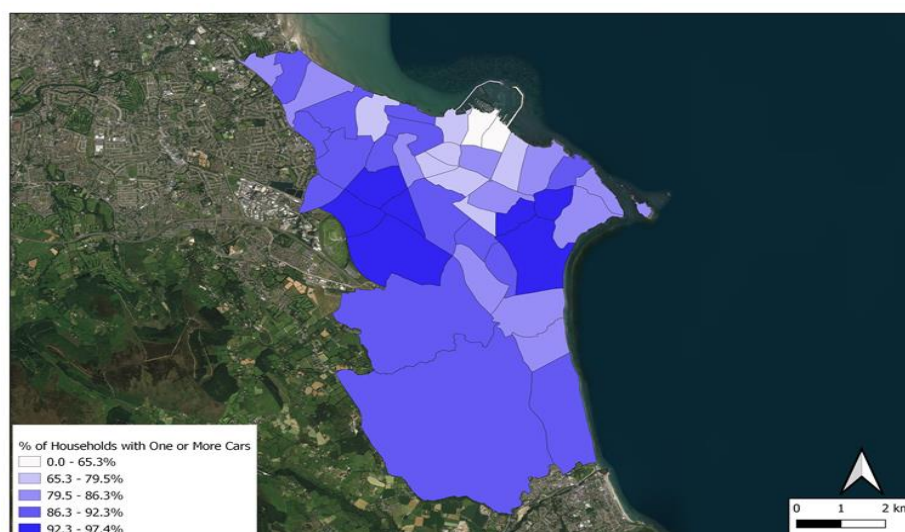 % of Households with One or More Cars
0.0 - 65.3%
65.3 - 79.5%
79.5 - 86.3%
86.3 - 92.3%
92.3 - 97.4%
0 1 2 km